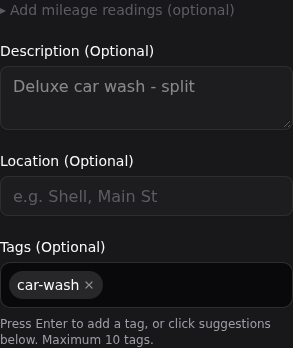 ▸ Add mileage readings (optional)
Description (Optional)
Deluxe car wash - split
Location (Optional)
e.g. Shell, Main St
Tags (Optional)
car-wash ×
Press Enter to add a tag, or click suggestions
below. Maximum 10 tags.